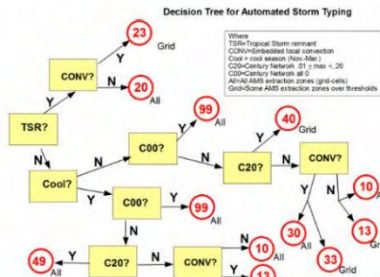 Decision Tree for Automated Storm Typing
Where
TSR=Tropical Storm remnant
CONV=Embedded local convection
Cool = cool season (Nov.-Mar.)
C20=Century Network .01 ≤ max < .20
C00=Century Network all 0
All=All AMS extraction zones (grid-cells)
Grid=Some AMS extraction zones over thresholds
23
Grid
Y
CONV?
N
20
All
Y
TSR?
N
99
All
40
Grid
Y
C00?
Y
N
C20?
N
CONV?
N
Cool?
Y
C00?
Y
99
All
Y
N
10
30
All
33
Grid
13
Grid
N
49
All
Y
C20?
N
CONV?
N
10
All
Y
13